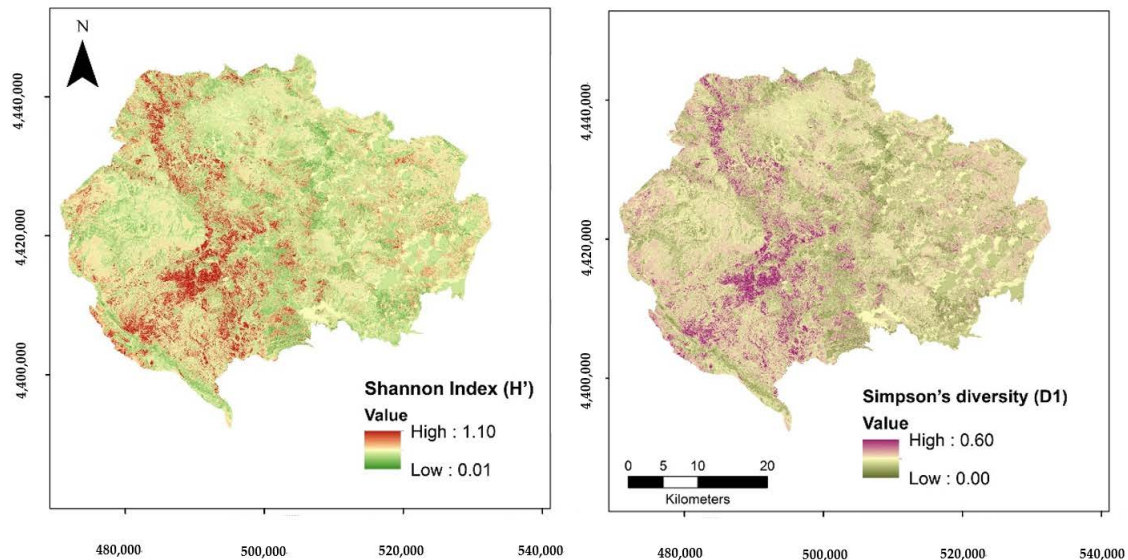 N
4,440,000
4,420,000
4,400,000
Shannon Index (H’)
Value
High : 1.10
Low : 0.01
480,000
500,000
520,000
540,000
4,440,000
4,420,000
4,400,000
Simpson’s diversity (D1)
Value
High : 0.60
Low : 0.00
0 5 10 20
Kilometers
480,000
500,000
520,000
540,000